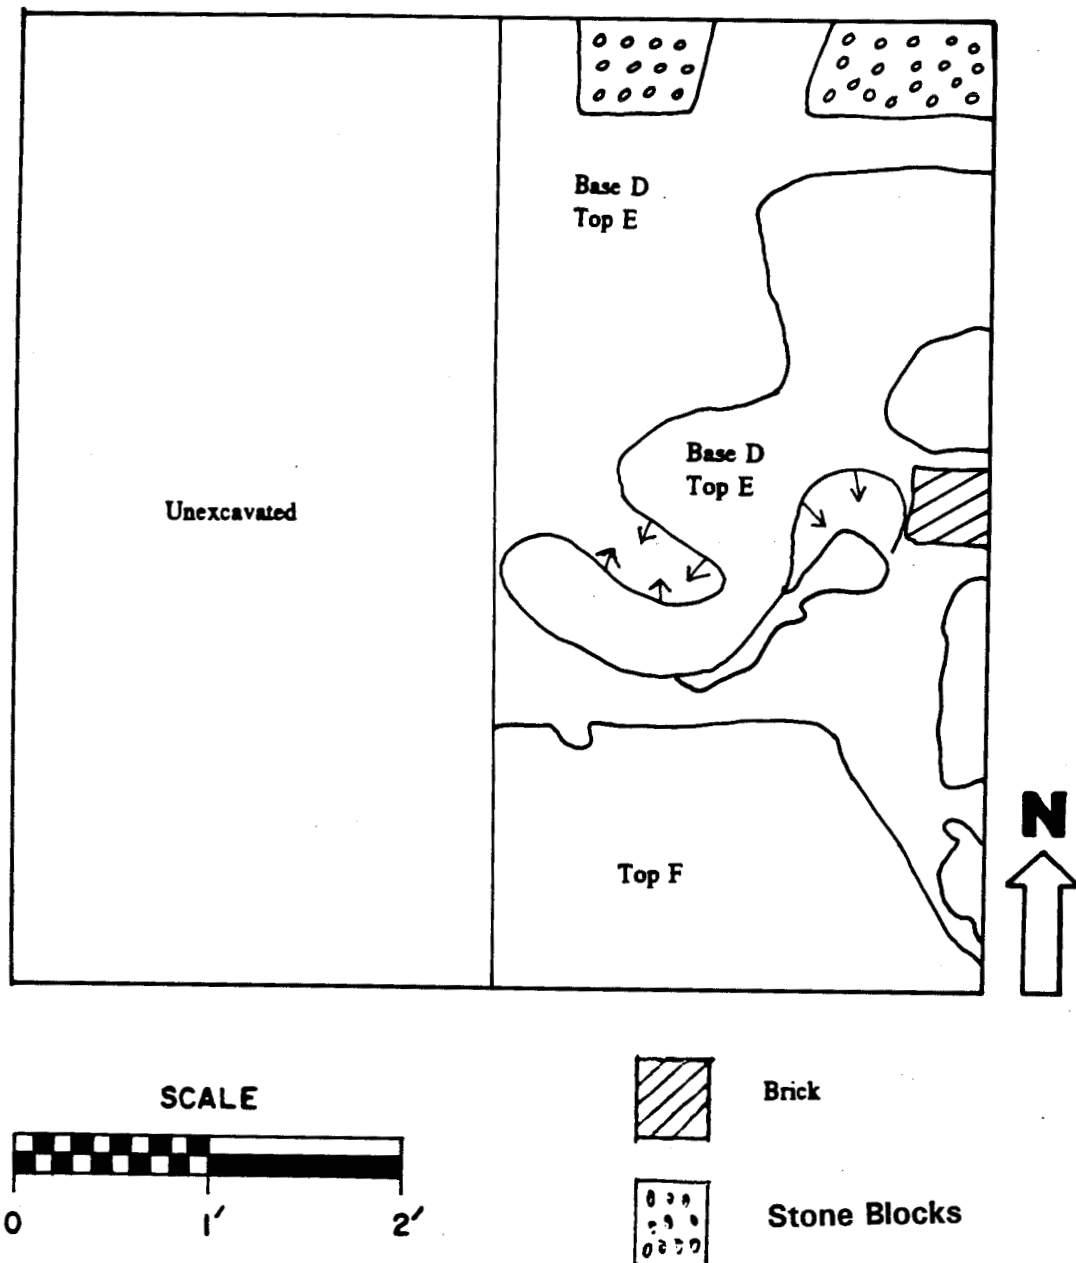 Base D
Top E
Base D
Top E
Unexcavated
Top F
N
SCALE
0 1′ 2′
Brick
Stone Blocks